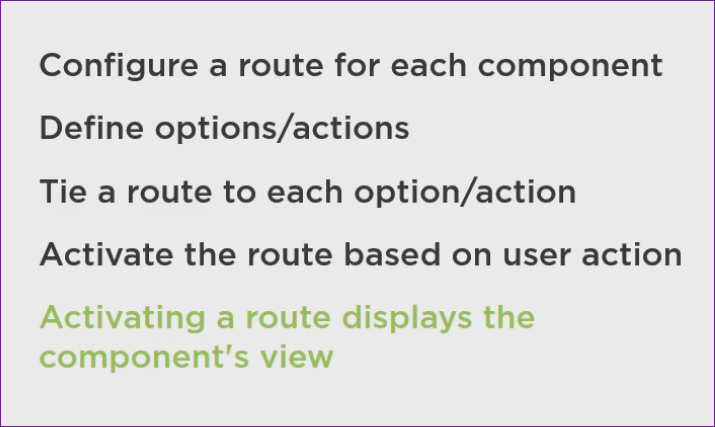 Configure a route for each component
Define options/actions
Tie a route to each option/action
Activate the route based on user action
Activating a route displays the
component's view